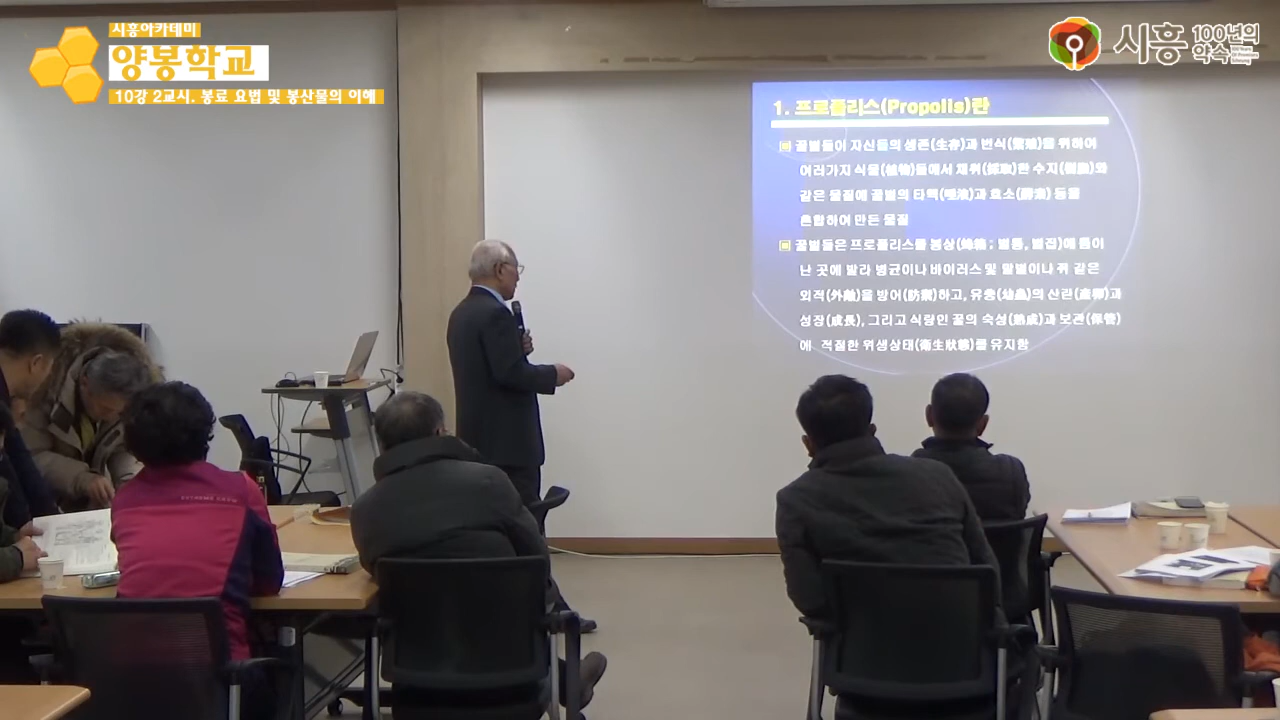 시흥아카데미
양봉학교
10강 2교시. 봉료 요법 및 봉산물의 이해
시흥 100년의
약속
1. 프로폴리스(Propolis)란
꿀벌들이 자신들의 생존(生存)과 번식(繁殖)를 위하여
여러가지 식물(植物)들에서 채취(採取)한 수지(樹脂)와
같은 물질에 꿀벌의 타액(唾液)과 효소(酵素) 등을
혼합하여 만든 물질
꿀벌들은 프로폴리스를 봉상(蜂箱 ; 벌통, 벌집)에 틈이
난 곳에 발라 병균이나 바이러스 및 말벌이나 쥐 같은
외적(外敵)을 방어(防禦)하고, 유충(幼蟲)의 산란(産卵)과
성장(成長), 그리고 식량인 꿀의 숙성(熟成)과 보관(保管)
에 적절한 위생상태(衛生狀態)를 유지함